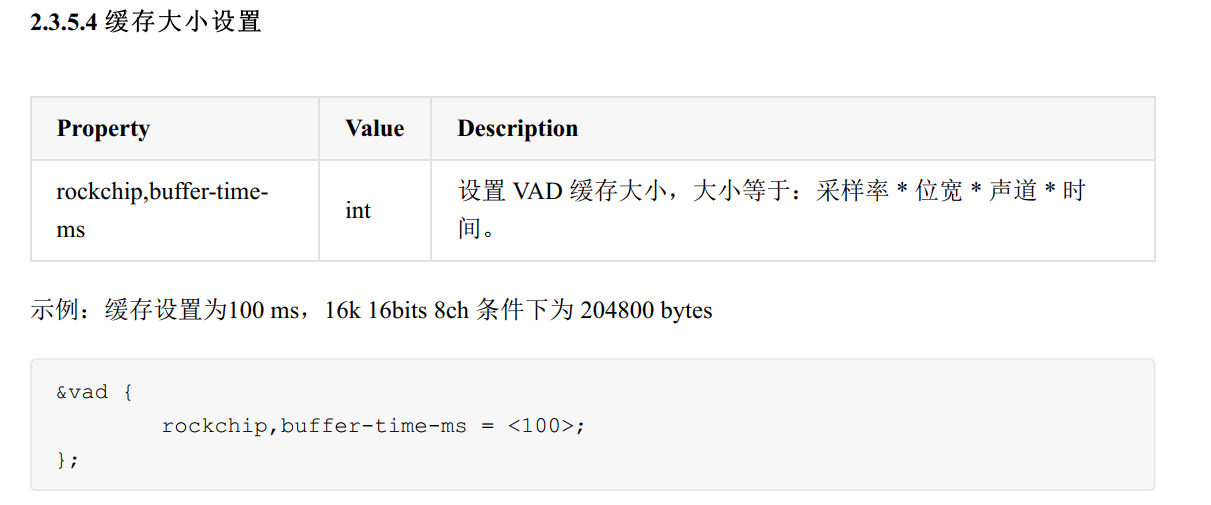 2.3.5.4 缓存大小设置
Property Value Description
rockchip,buffer-time-
ms
int
设置 VAD 缓存大小，大小等于：采样率 * 位宽 * 声道 * 时
间。
示例：缓存设置为100 ms，16k 16bits 8ch 条件下为 204800 bytes
&vad {
rockchip,buffer-time-ms = <100>;
};